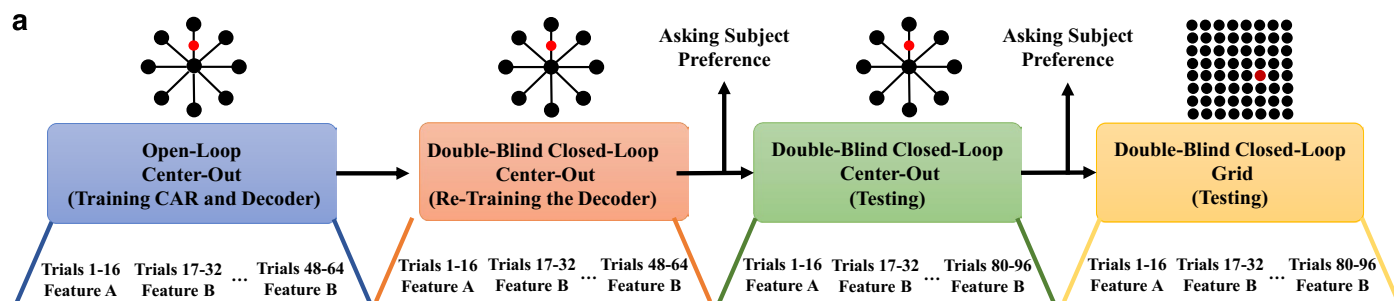 a
Asking Subject
Preference
Asking Subject
Preference
Open-Loop
Center-Out
(Training CAR and Decoder)
Double-Blind Closed-Loop
Center-Out
(Re-Training the Decoder)
Double-Blind Closed-Loop
Center-Out
(Testing)
Double-Blind Closed-Loop
Grid
(Testing)
Trials 1-16
Feature A
Trials 17-32
Feature B
...
Trials 48-64
Feature B
Trials 1-16
Feature A
Trials 17-32
Feature B
...
Trials 48-64
Feature B
Trials 1-16
Feature A
Trials 17-32
Feature B
...
Trials 80-96
Feature B
Trials 1-16
Feature A
Trials 17-32
Feature B
...
Trials 80-96
Feature B